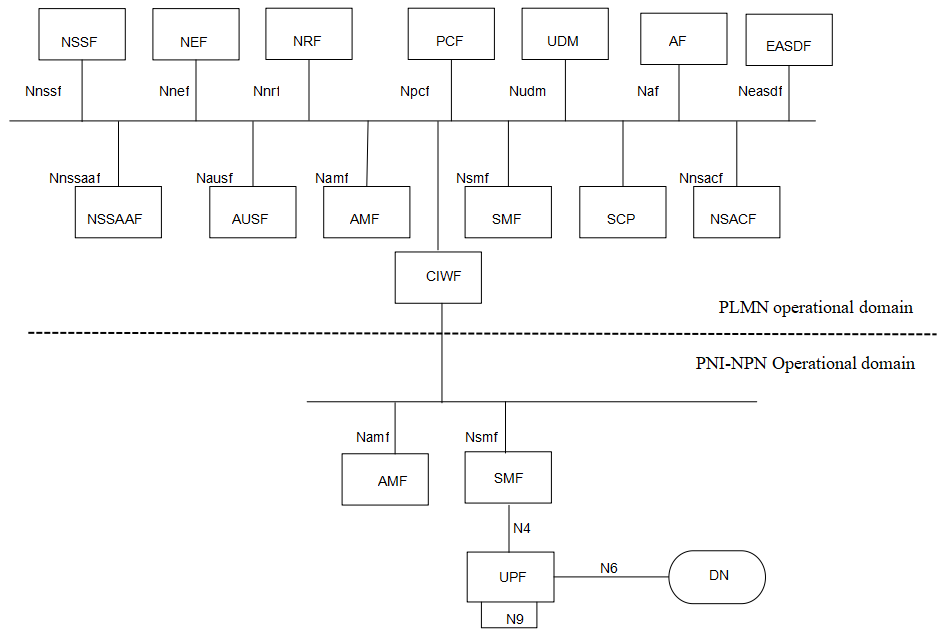 NSSF
NEF
NRF
PCF
UDM
AF
EASDF
Nnssf
Nnef
Nnrf
Npcf
Nudm
Naf
Neasdf
Nnssaaf
Nausf
Namf
Nsmf
Nnsacf
NSSAAF
AUSF
AMF
SMF
SCP
NSACF
CIWF
PLMN operational domain
PNI-NPN Operational domain
Namf
Nsmf
AMF
SMF
N4
UPF
N6
DN
N9